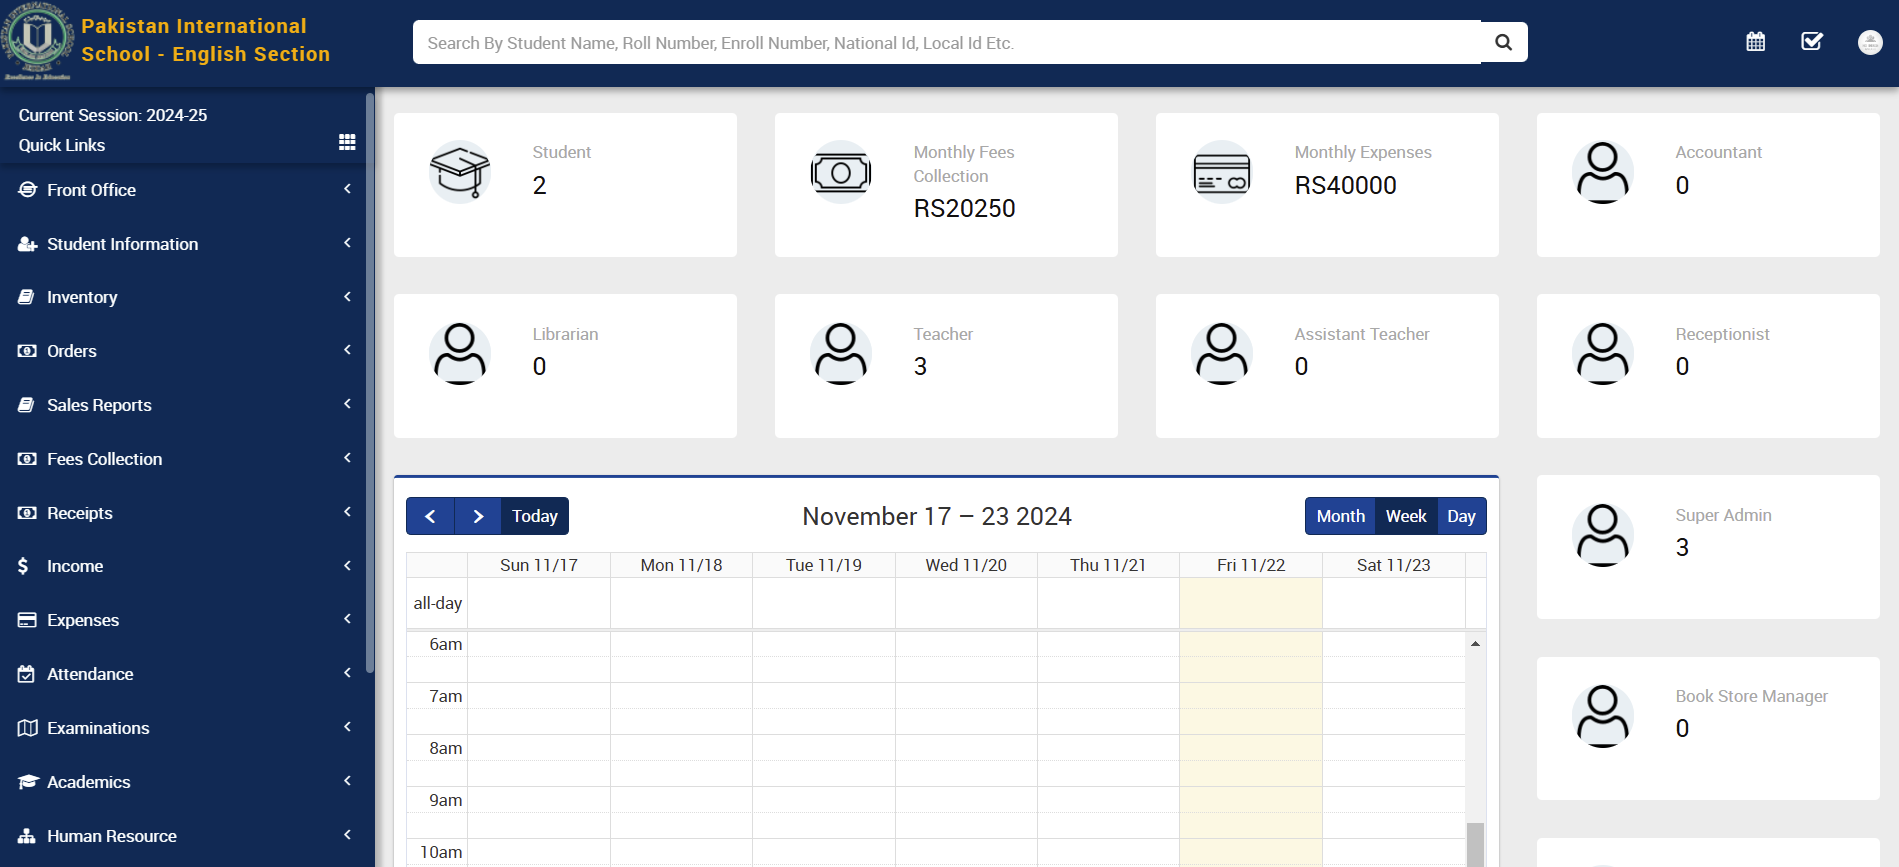 Pakistan International
School - English Section
Search By Student Name, Roll Number, Enroll Number, National Id, Local Id Etc.
Current Session: 2024-25
Quick Links
Front Office
Student Information
Inventory
Orders
Sales Reports
Fees Collection
Receipts
Income
Expenses
Attendance
Examinations
Academics
Human Resource
Student
2
Monthly Fees
Collection
RS20250
Monthly Expenses
RS40000
Accountant
0
Librarian
0
Teacher
3
Assistant Teacher
0
Receptionist
0
Today
November 17 – 23 2024
Month Week Day
Sun 11/17 Mon 11/18 Tue 11/19 Wed 11/20 Thu 11/21 Fri 11/22 Sat 11/23
all-day
6am
7am
8am
9am
10am
Super Admin
3
Book Store Manager
0